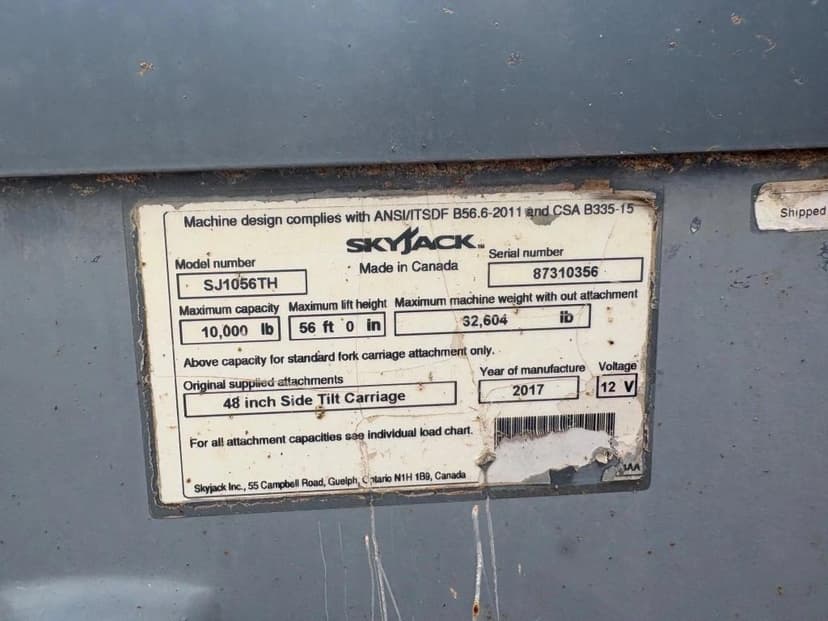 Machine design complies with ANSI/ITSDF B56.6-2011 and CSA B335-15
SKYJACK™
Made in Canada
Model number
SJ1056TH
Serial number
87310356
Maximum capacity
10,000 lb
Maximum lift height
56 ft 0 in
Maximum machine weight with out attachment
32,604 lb
Above capacity for standard fork carriage attachment only.
Original supplied attachments
48 inch Side Tilt Carriage
Year of manufacture
2017
Voltage
12 V
For all attachment capacities see individual load chart.
Skyjack Inc., 55 Campbell Road, Guelph, Ontario N1H 1B9, Canada
Shipped